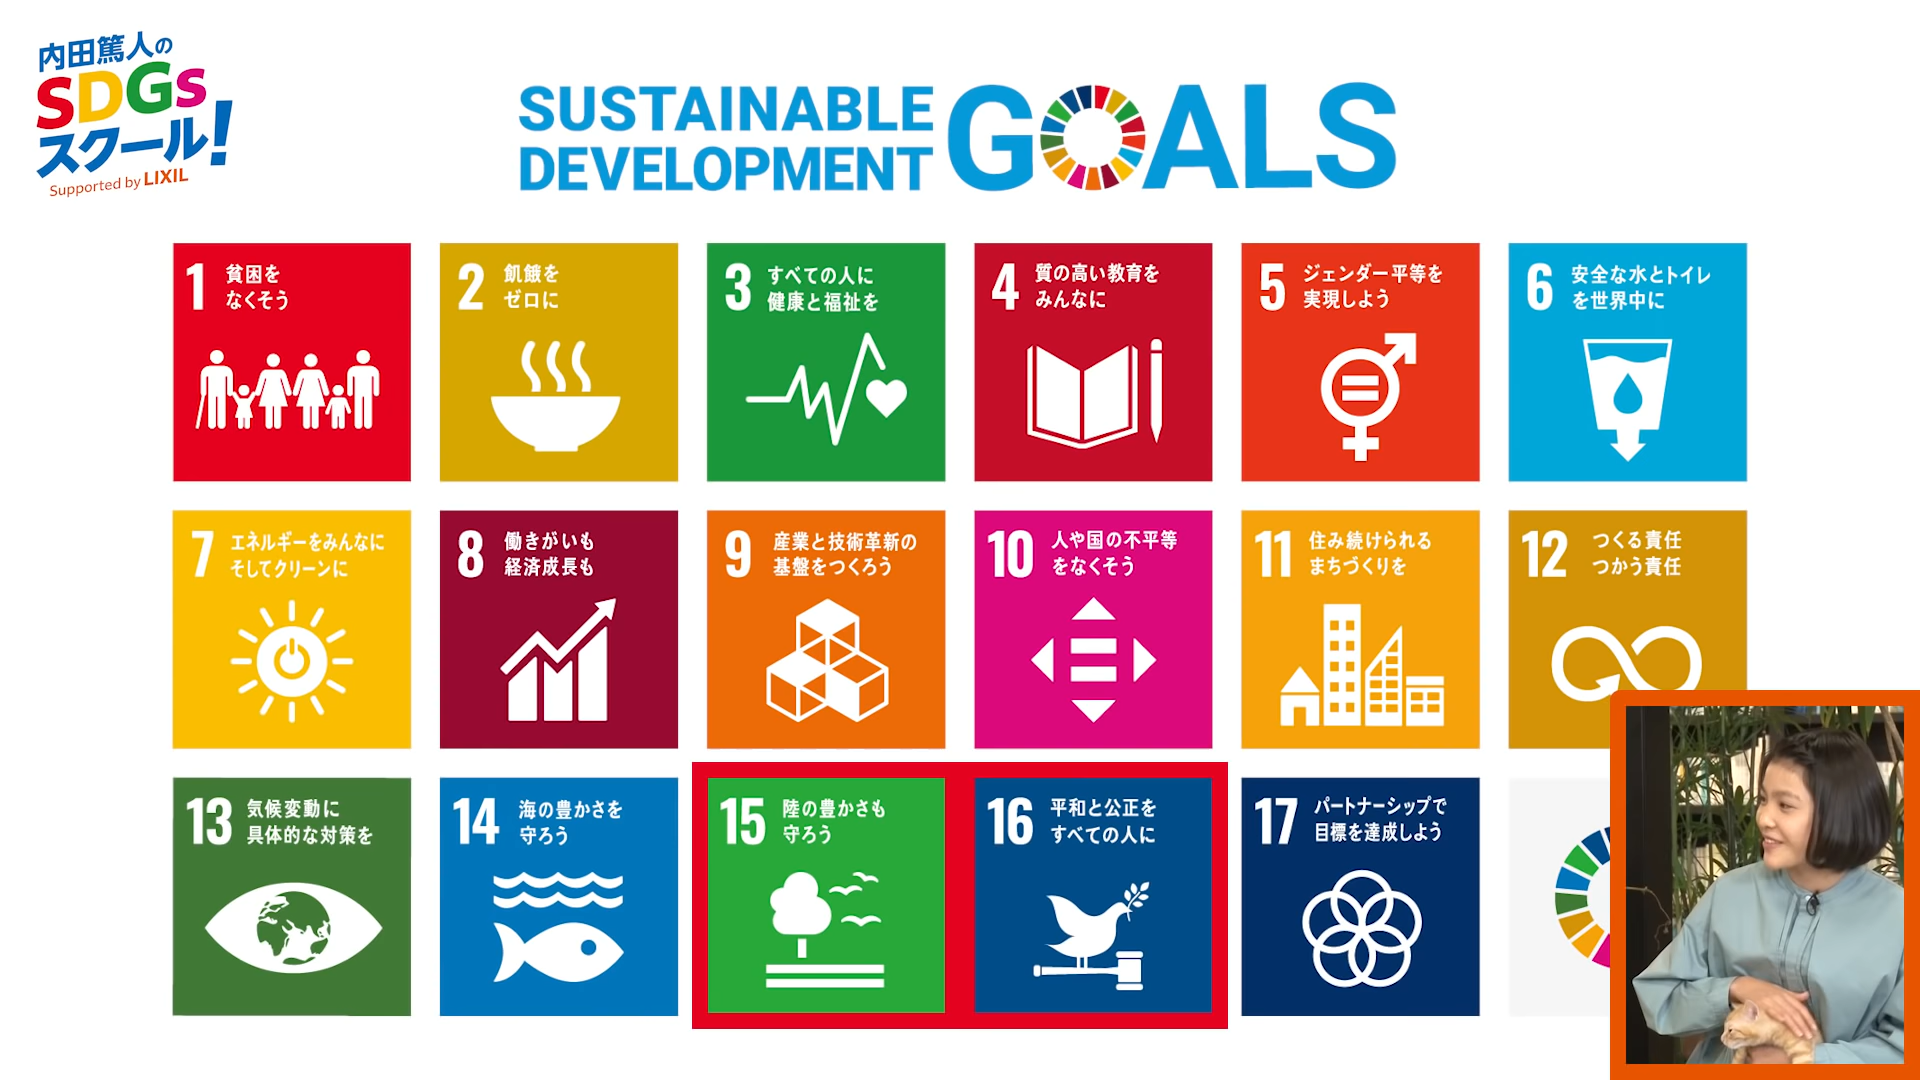 内田篤人の
SDGs
スクール!
Supported by LIXIL
SUSTAINABLE
DEVELOPMENT
GOALS
1 貧困を
なくそう
2 飢餓を
ゼロに
3 すべての人に
健康と福祉を
4 質の高い教育を
みんなに
5 ジェンダー平等を
実現しよう
6 安全な水とトイレ
を世界中に
7 エネルギーをみんなに
そしてクリーンに
8 働きがいも
経済成長も
9 産業と技術革新の
基盤をつくろう
10 人や国の不平等
をなくそう
11 住み続けられる
まちづくりを
12 つくる責任
つかう責任
13 気候変動に
具体的な対策を
14 海の豊かさを
守ろう
15 陸の豊かさも
守ろう
16 平和と公正を
すべての人に
17 パートナーシップで
目標を達成しよう